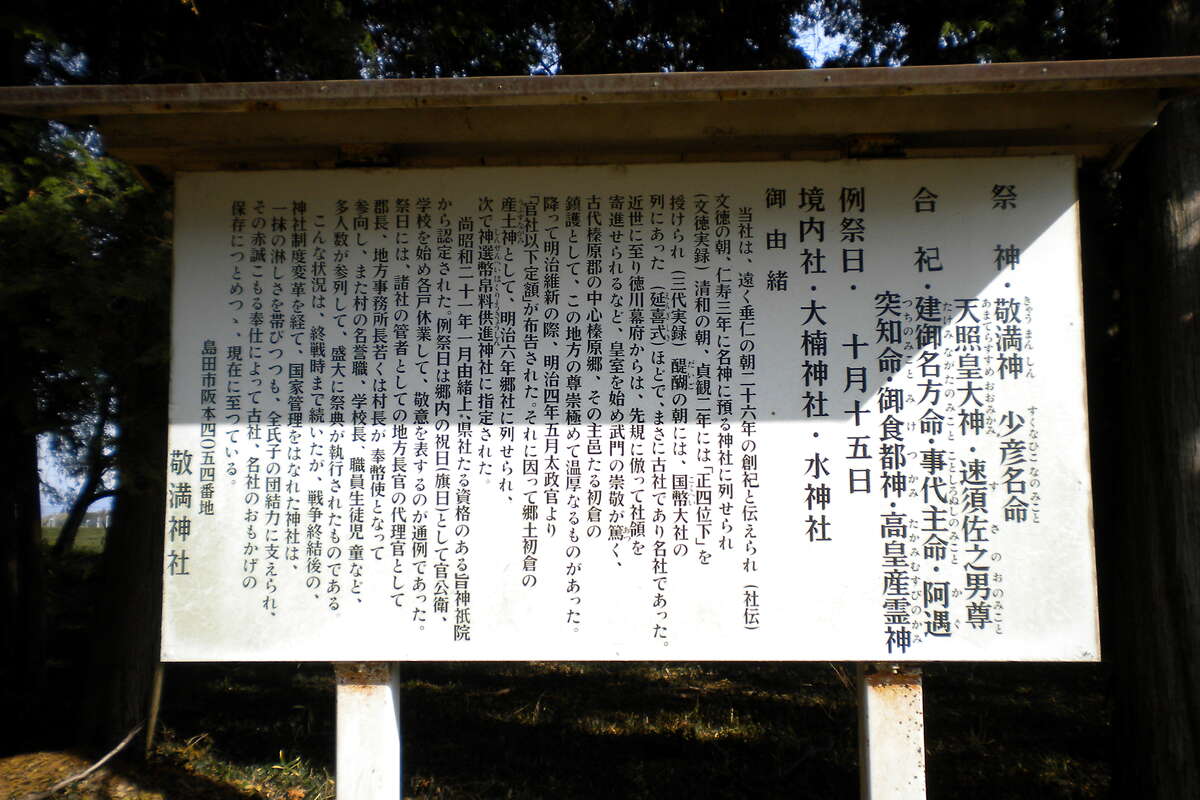 祭神・敬満神 少彦名命
天照皇大神・速須佐之男尊
合祀・建御名方命・事代主命・阿遇
突知命・御食都神・高皇産霊神
例祭日・十月十五日
境内社・大楠神社・水神社
御由緒
当社は、遠く垂仁の朝二十六年の創祀と伝えられ(社伝)
文徳の朝、仁寿三年に名神に預る神社に列せられ
(文徳実録)清和の朝、貞観二年には「正四位下」を
授けられ(三代実録)醍醐の朝には、国幣大社の
列にあった(延喜式)ほどで、まさに古社であり名社であった。
近世に至り徳川幕府からは、先規に倣って社領を
寄進せられるなど、皇室を始め武門の崇敬が篤く、
古代榛原郡の中心榛原郷、その主邑たる初倉の
鎮護として、この地方の尊崇極めて温厚なるものがあった。
降って明治維新の際、明治四年五月太政官より
「官社以下定額」が布告された。それに因って郷土初倉の
産土神として、明治六年郷社に列せられ、
次で神選幣帛料供進神社に指定された。
尚昭和二十一年一月由緒上・県社たる資格のある旨神祇院
から認定された。例祭日は郷内の祝日(旗日)として官公衙、
学校を始め各戸休業して、敬意を表するのが通例であった。
祭日には、諸社の管者としての地方長官の代理官として
郡長、地方事務所長若くは村長が奉幣使となって
参向し、また村の名誉職、学校長、職員生徒児童など、
多人数が参列して、盛大に祭典が執行されたものである。
こんな状況は、終戦時まで続いたが、戦争終結後の、
神社制度変革を経て、国家管理をはなれた神社は、
一抹の淋しさを帯びつつも、全氏子の団結力に支えられ、
その赤誠こもる奉仕によって古社、名社のおもかげの
保存につとめつゝ、現在に至っている。
島田市阪本四〇五四番地
敬満神社